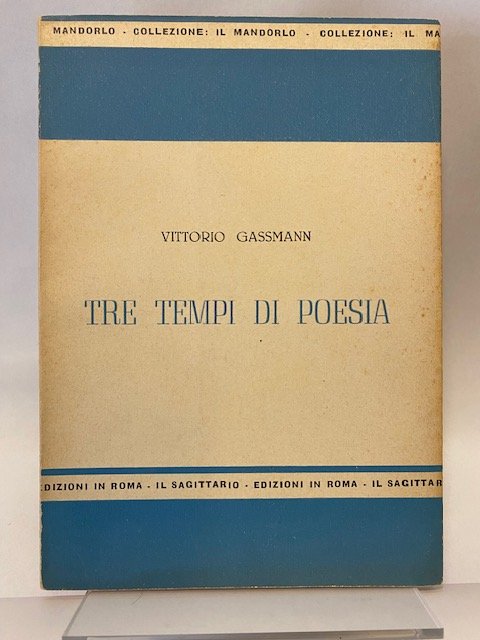 MANDORLO - COLLEZIONE: IL MANDORLO - COLLEZIONE: IL MA
VITTORIO GASSMANN
TRE TEMPI DI POESIA
DIZIONI IN ROMA - IL SAGITTARIO - EDIZIONI IN ROMA - IL SAGITTAR